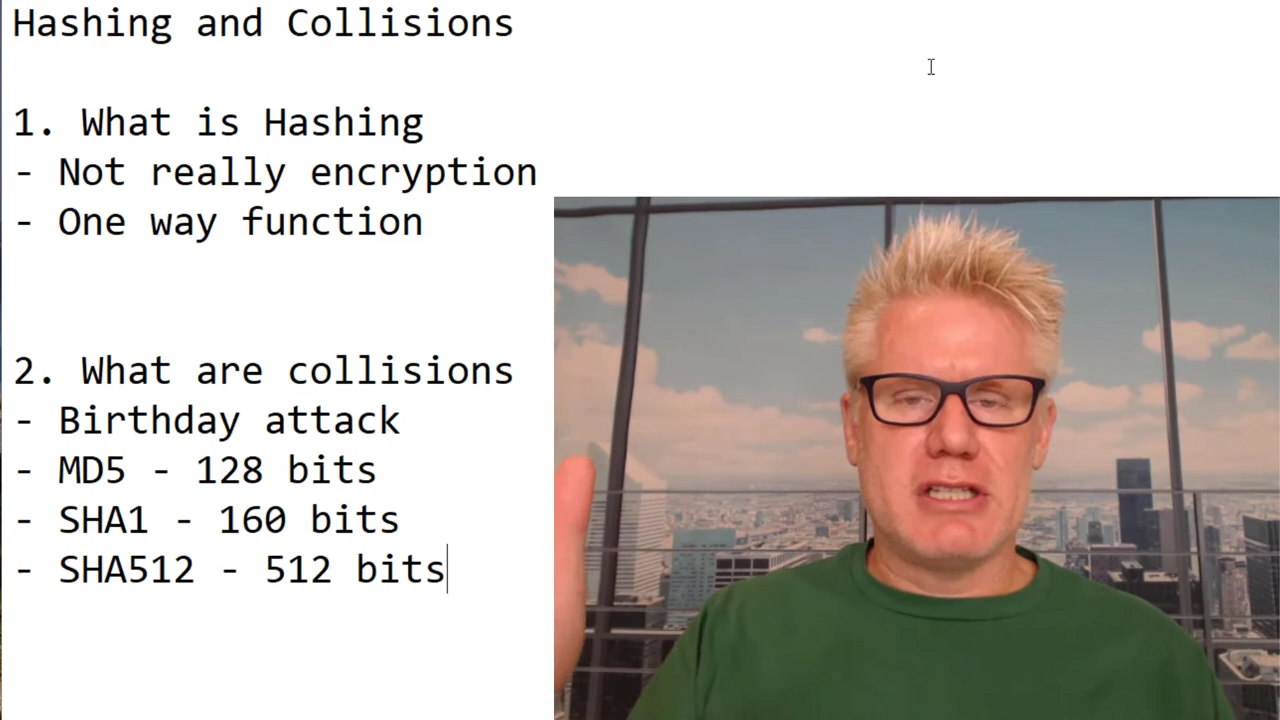 Hashing and Collisions
1. What is Hashing
- Not really encryption
- One way function
2. What are collisions
- Birthday attack
- MD5 - 128 bits
- SHA1 - 160 bits
- SHA512 - 512 bits